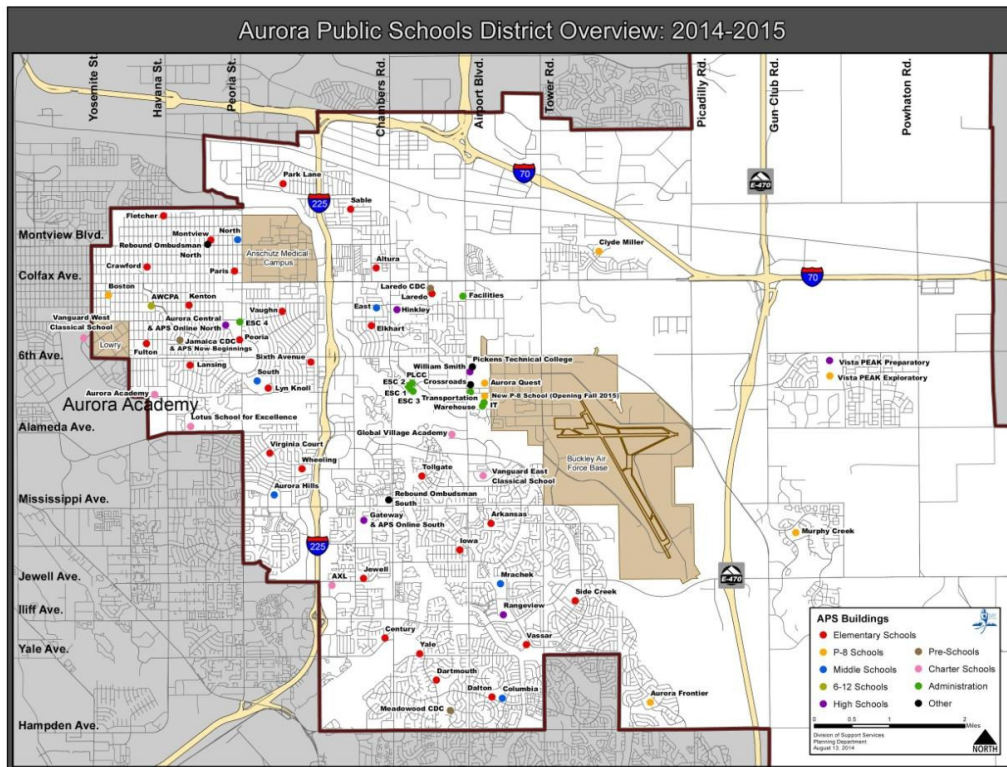 Aurora Public Schools District Overview: 2014-2015
Yosemite St.
Havana St.
Peoria St.
Chambers Rd.
Airport Blvd.
Tower Rd.
Picadilly Rd.
Gun Club Rd.
Powhaton Rd.
Park Lane
225
70
E-470
Sable
Fletcher
Montview Blvd.
Montview
North
Rebound Ombudsman
North
Anschutz Medical
Campus
Clyde Miller
Crawford
Paris
Altura
Colfax Ave.
70
Boston
AWCPA
Kenton
Laredo CDC
Laredo
Facilities
Vanguard West
Classical School
Aurora Central
& APS Online North
ESC 4
Vaughn
East
Hinkley
Elkhart
Lowry
Fulton
Jamaica CDC
& APS New Beginnings
Peoria
6th Ave.
Lansing
Sixth Avenue
South
Lyn Knoll
Pickens Technical College
William Smith
PLCC
ESC 2
Crossroads
Aurora Quest
ESC 1
ESC 3
Transportation
New P-8 School (Opening Fall 2015)
Warehouse
IT
Vista PEAK Preparatory
Vista PEAK Exploratory
Aurora Academy
Aurora Academy
Lotus School for Excellence
Alameda Ave.
Global Village Academy
Virginia Court
Wheeling
Tollgate
Vanguard East
Classical School
Buckley Air
Force Base
Aurora Hills
Mississippi Ave.
Rebound Ombudsman
South
Gateway
& APS Online South
Arkansas
Murphy Creek
225
Iowa
Jewell Ave.
AXL
Jewell
Mrachek
E-470
Iliff Ave.
Side Creek
Rangeview
Yale Ave.
Century
Yale
Vassar
Dartmouth
Dalton
Columbia
Meadowood CDC
Aurora Frontier
Hampden Ave.
APS Buildings
Elementary Schools
P-8 Schools
Pre-Schools
Middle Schools
Charter Schools
6-12 Schools
Administration
High Schools
Other
0 0.5 1 2
Miles
Division of Support Services
Planning Department
August 13, 2014
NORTH